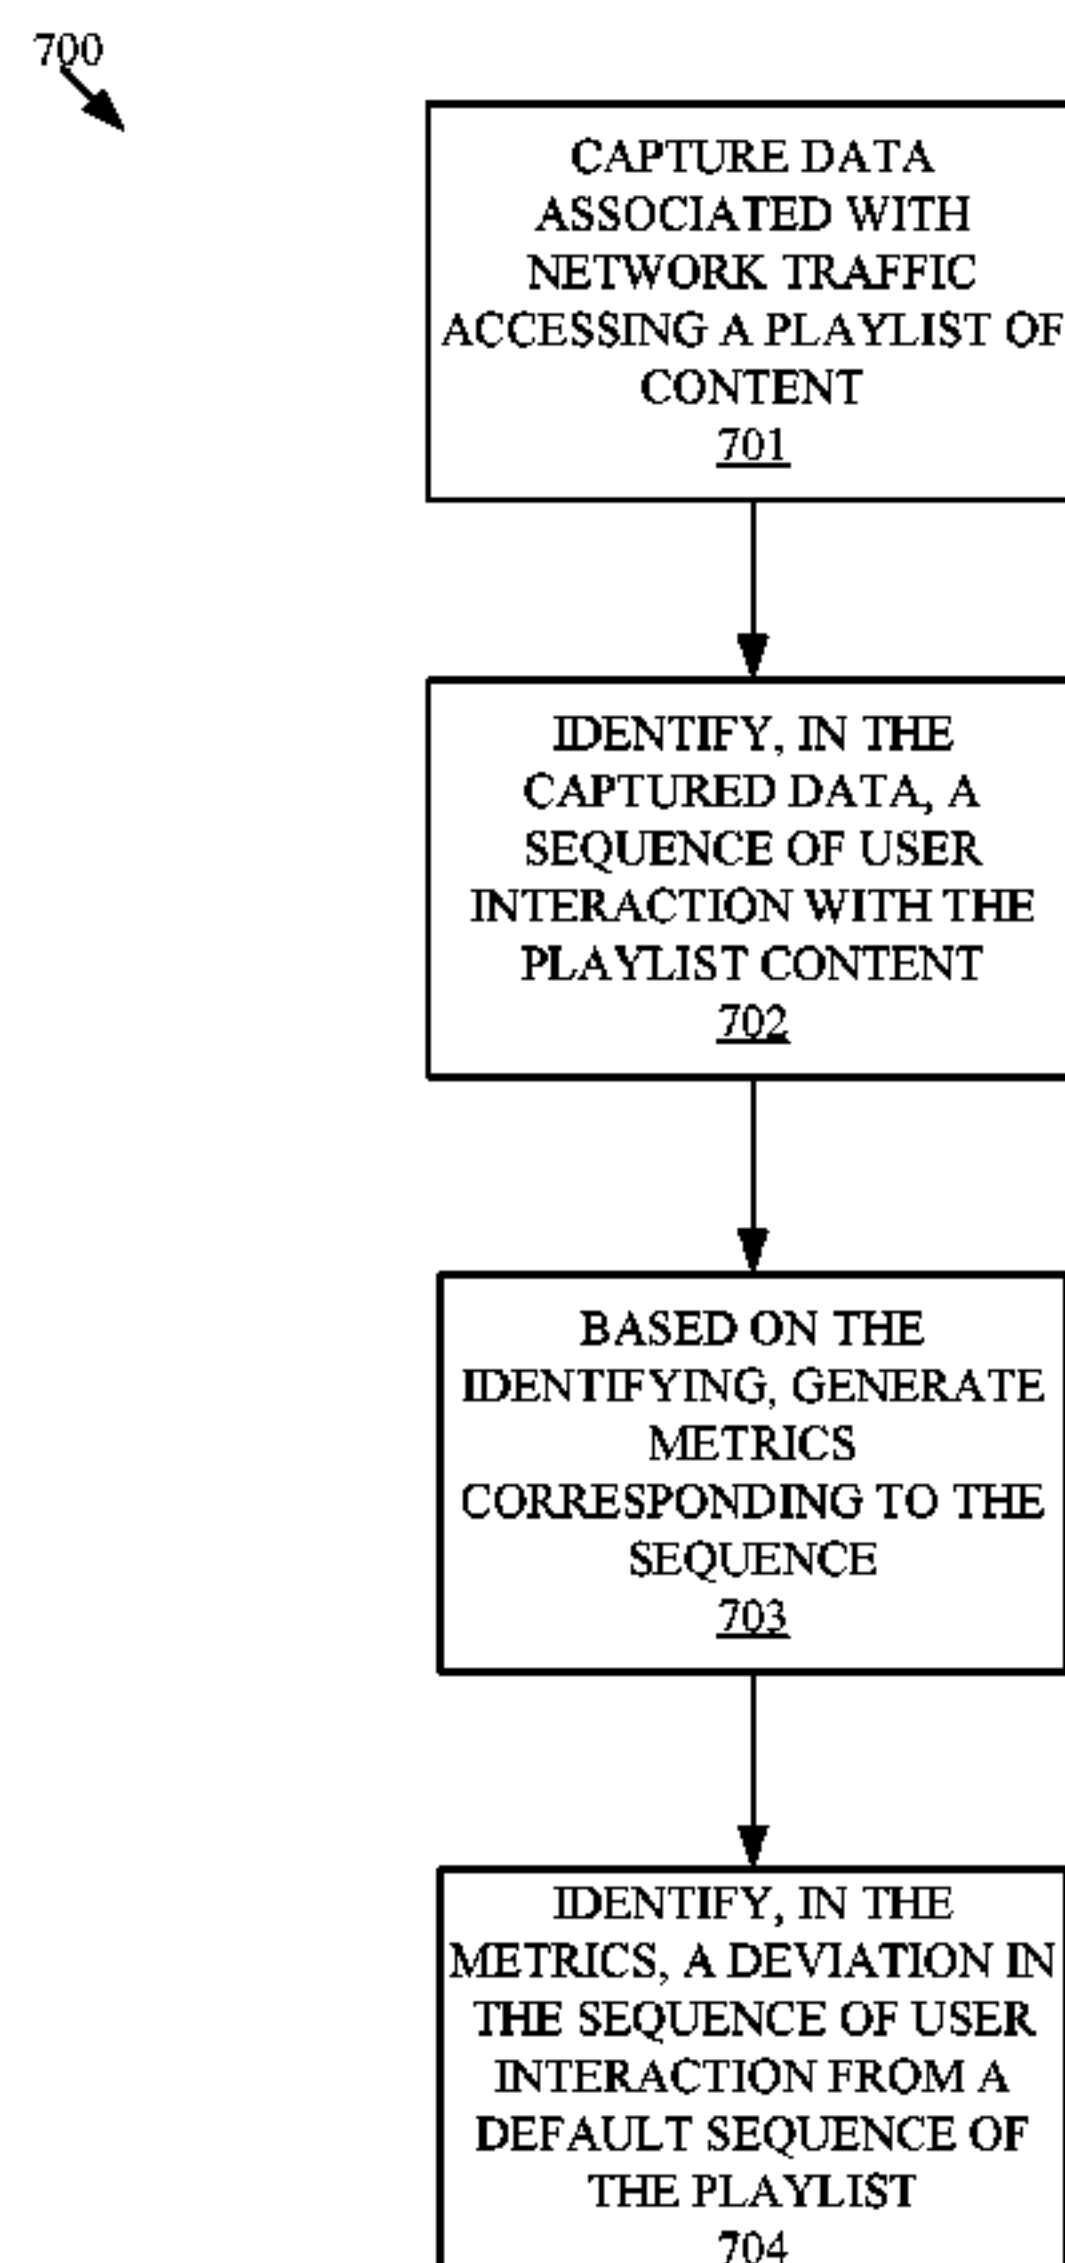 700
CAPTURE DATA
ASSOCIATED WITH
NETWORK TRAFFIC
ACCESSING A PLAYLIST OF
CONTENT
701
IDENTIFY, IN THE
CAPTURED DATA, A
SEQUENCE OF USER
INTERACTION WITH THE
PLAYLIST CONTENT
702
BASED ON THE
IDENTIFYING, GENERATE
METRICS
CORRESPONDING TO THE
SEQUENCE
703
IDENTIFY, IN THE
METRICS, A DEVIATION IN
THE SEQUENCE OF USER
INTERACTION FROM A
DEFAULT SEQUENCE OF
THE PLAYLIST
704